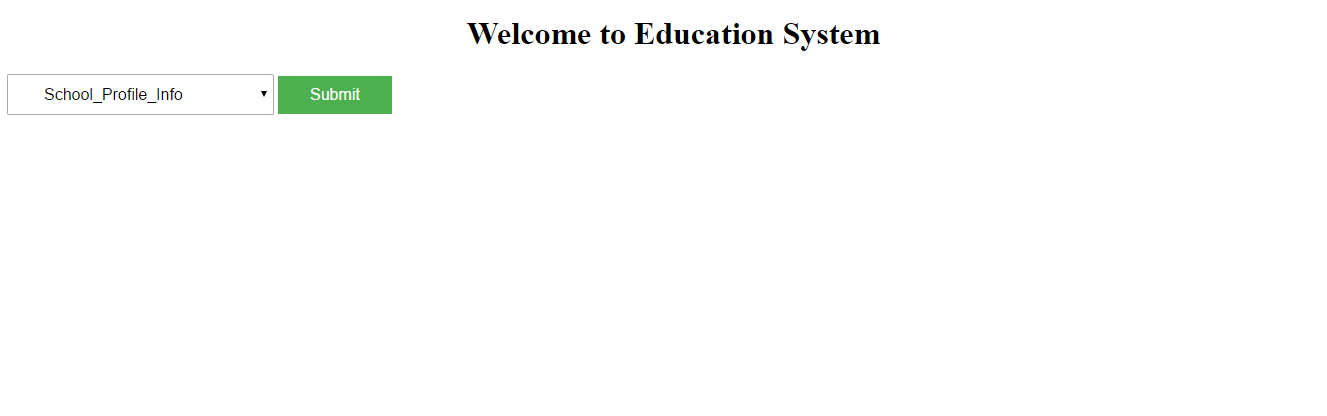 Welcome to Education System
School_Profile_Info
Submit